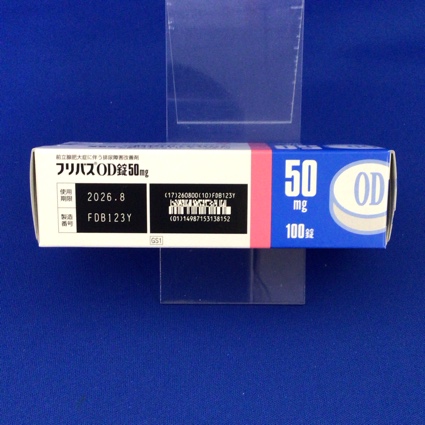 前立腺肥大症に伴う排尿障害改善剤
フリバスOD錠50mg
使用
期限
2026.8
製造
番号
FDB123Y
(17)260800(10)FDB123Y
(01)14987153138152
GS1
50
mg
100錠
OD